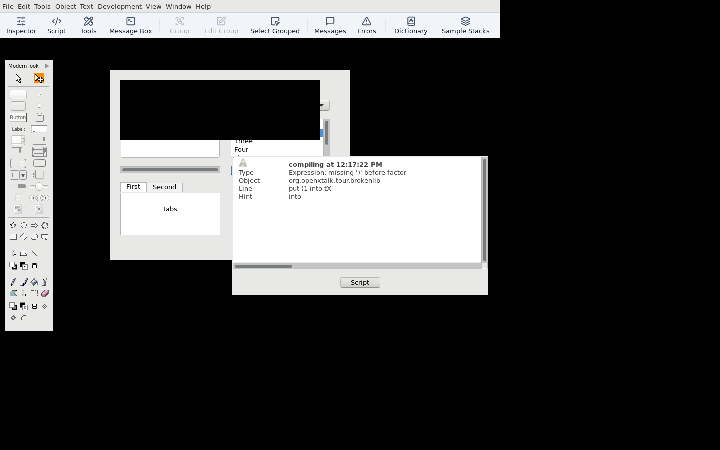 File Edit Tools Object Text Development View Window Help
Inspector Script Tools Message Box Group Edit Group Select Grouped Messages Errors Dictionary Sample Stacks
Button
Label:
Three
Four
First Second
Tabs
compiling at 12:17:22 PM
Type Expression: missing ')' before factor
Object org.openxtalk.tour.brokenlib
Line put (1 into tX
Hint into
Script